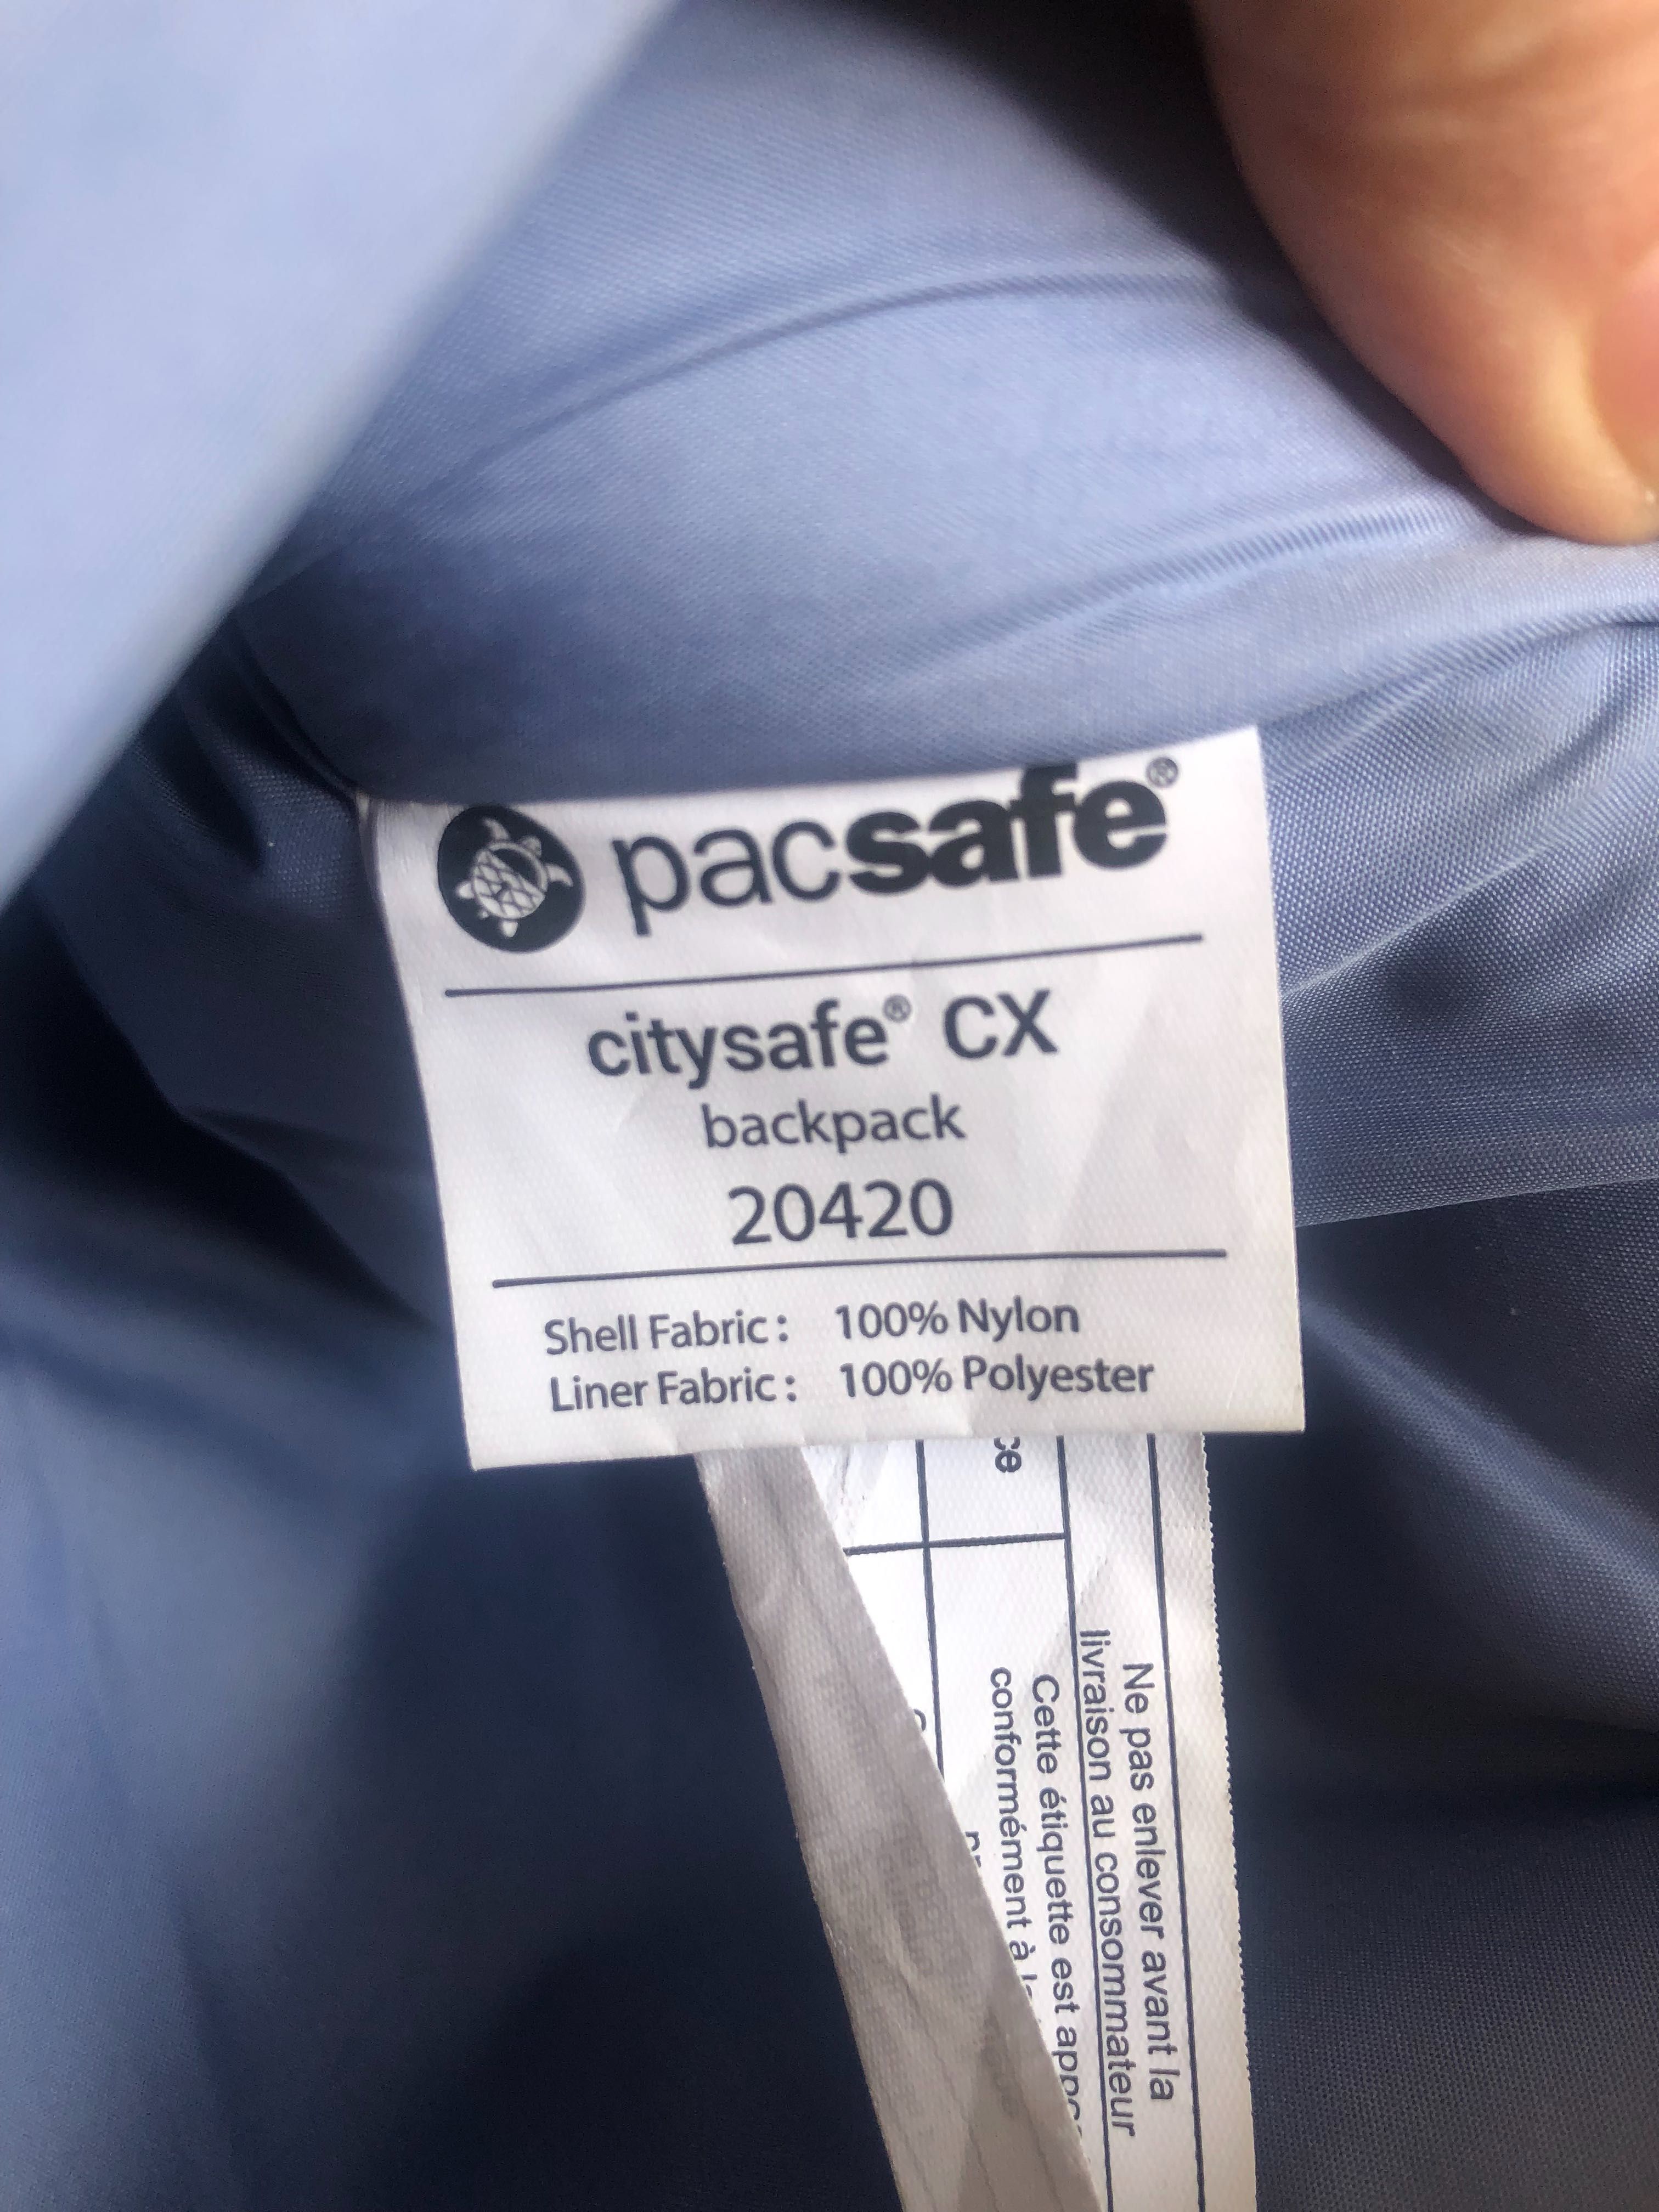 pacsafe®
citysafe® CX
backpack
20420
Shell Fabric: 100% Nylon
Liner Fabric: 100% Polyester
Ne pas enlever avant la
livraison au consommateur
Cette étiquette est
conformément à